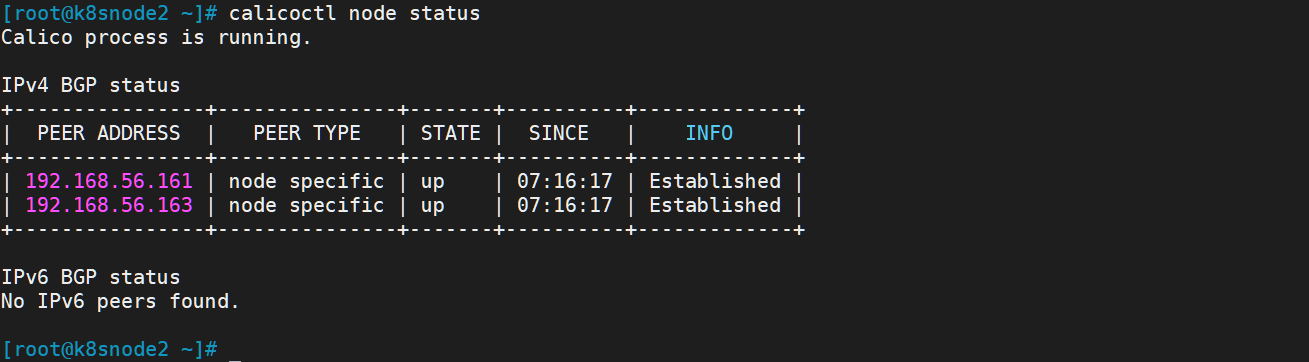 [root@k8snode2 ~]# calicoctl node status
Calico process is running.
IPv4 BGP status
+----------------+---------------+-------+----------+-------------+
|  PEER ADDRESS  |   PEER TYPE   | STATE |  SINCE   |    INFO     |
+----------------+---------------+-------+----------+-------------+
| 192.168.56.161 | node specific | up    | 07:16:17 | Established |
| 192.168.56.163 | node specific | up    | 07:16:17 | Established |
+----------------+---------------+-------+----------+-------------+
IPv6 BGP status
No IPv6 peers found.
[root@k8snode2 ~]# _